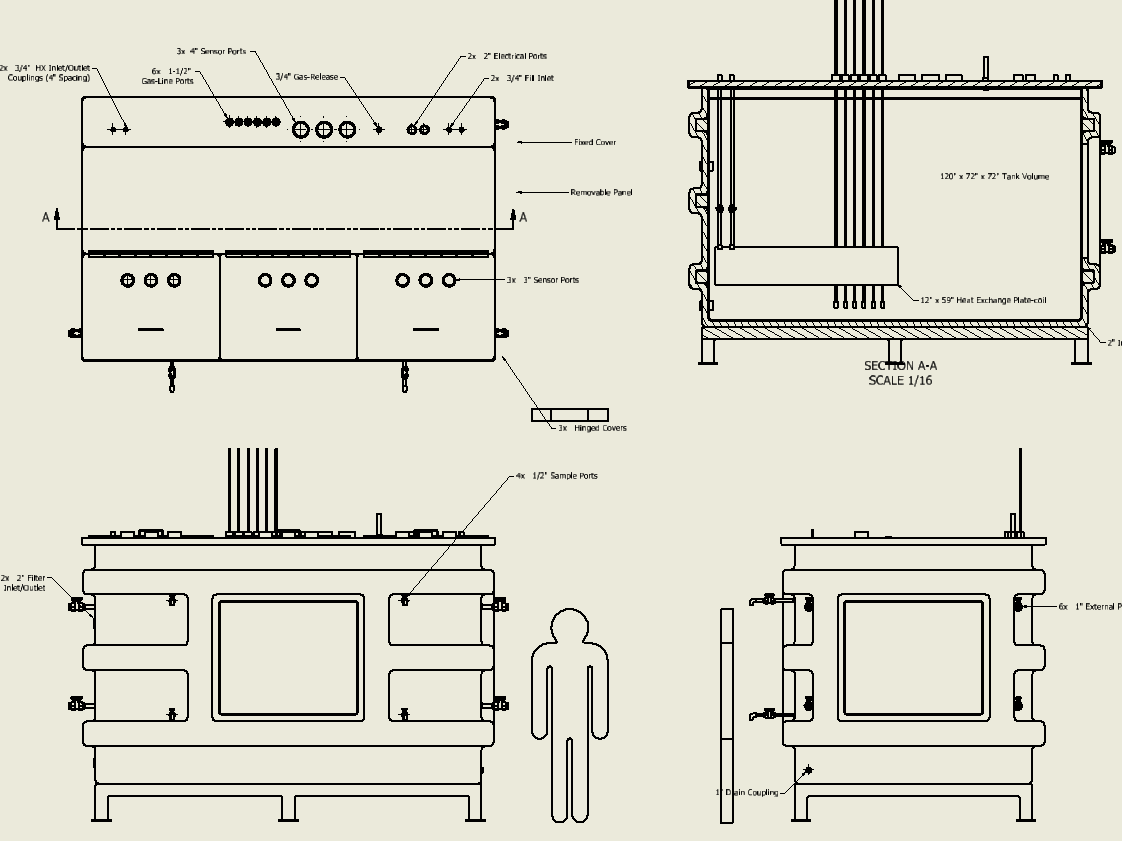 3x 4" Sensor Ports
2x 3/4" HX Inlet/Outlet
Couplings (4" Spacing)
6x 1-1/2"
Gas-Line Ports
3/4" Gas-Release
2x 2" Electrical Ports
2x 3/4" Fill Inlet
Fixed Cover
Removable Panel
A A
3x 3" Sensor Ports
3x Hinged Covers
120" x 72" x 72" Tank Volume
12" x 59" Heat Exchange Plate-coil
2" I
SECTION A-A
SCALE 1/16
4x 1/2" Sample Ports
2x 2" Filter
Inlet/Outlet
6x 1" External P
1" Drain Coupling